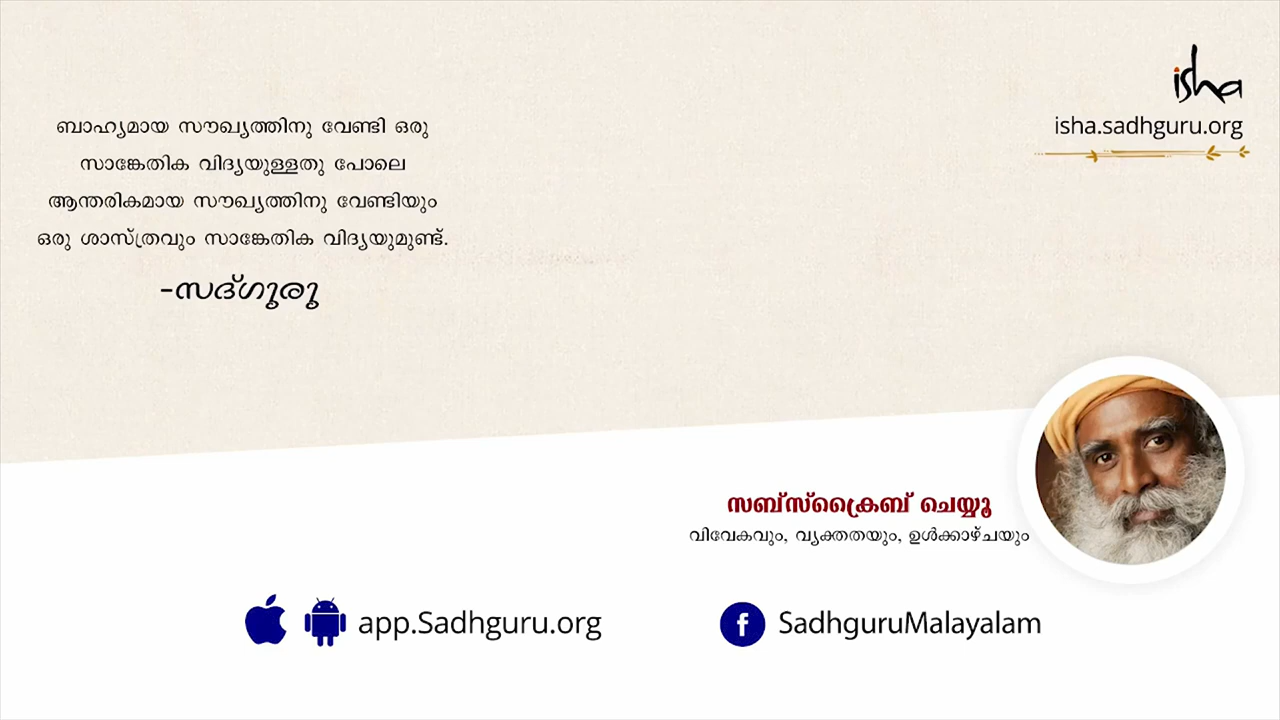 ബാഹ്യമായ സൗഖ്യത്തിനു വേണ്ടി ഒരു
സാങ്കേതിക വിദ്യയുള്ളതു പോലെ
ആന്തരികമായ സൗഖ്യത്തിനു വേണ്ടിയും
ഒരു ശാസ്ത്രവും സാങ്കേതിക വിദ്യയുമുണ്ട്.
-സദ്ഗുരു
isha
isha.sadhguru.org
സബ്സ്ക്രൈബ് ചെയ്യൂ
വിവേകവും, വ്യക്തതയും, ഉൾക്കാഴ്ചയും
app.Sadhguru.org
f SadhguruMalayalam